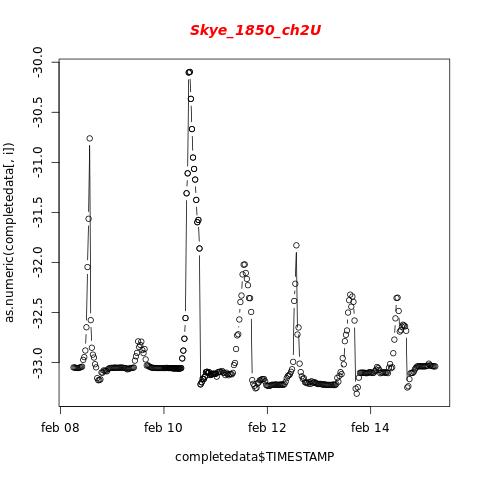 Skye_1850_ch2U
-30.0
-30.5
-31.0
-31.5
-32.0
-32.5
-33.0
as.numeric(completedata[, i])
feb 08
feb 10
feb 12
feb 14
completedata$TIMESTAMP